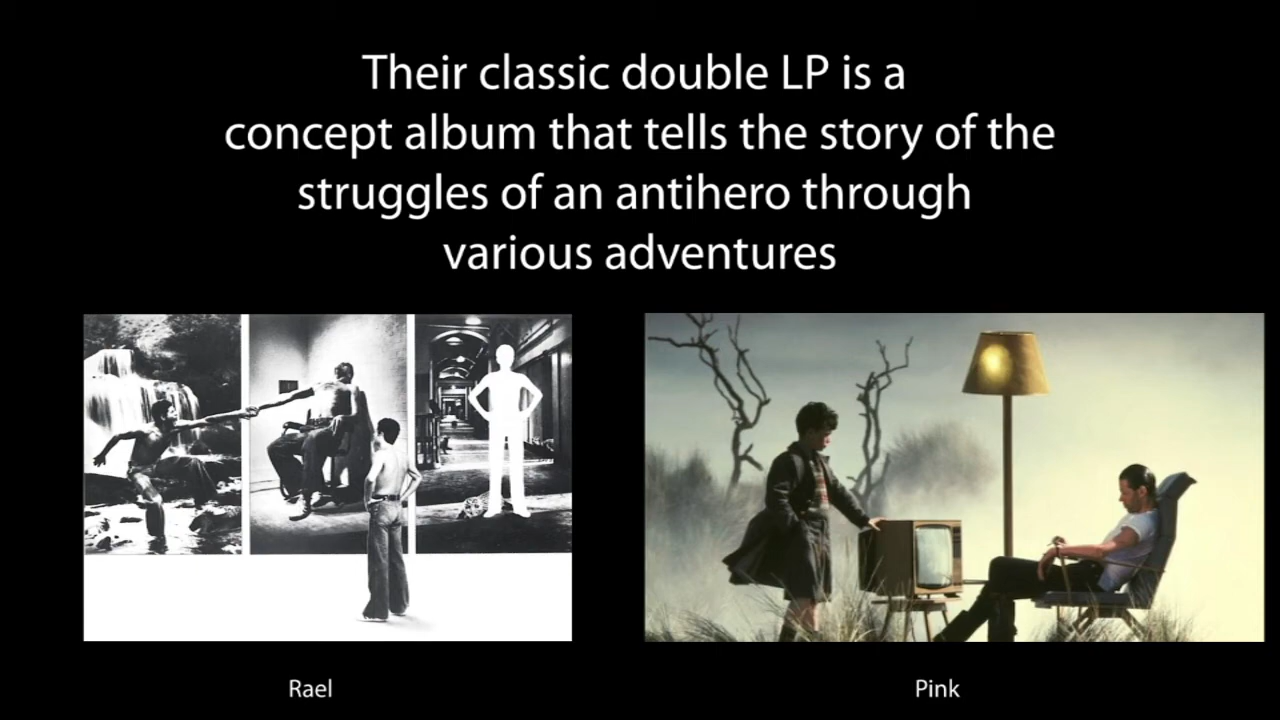 Their classic double LP is a
concept album that tells the story of the
struggles of an antihero through
various adventures
Rael
Pink